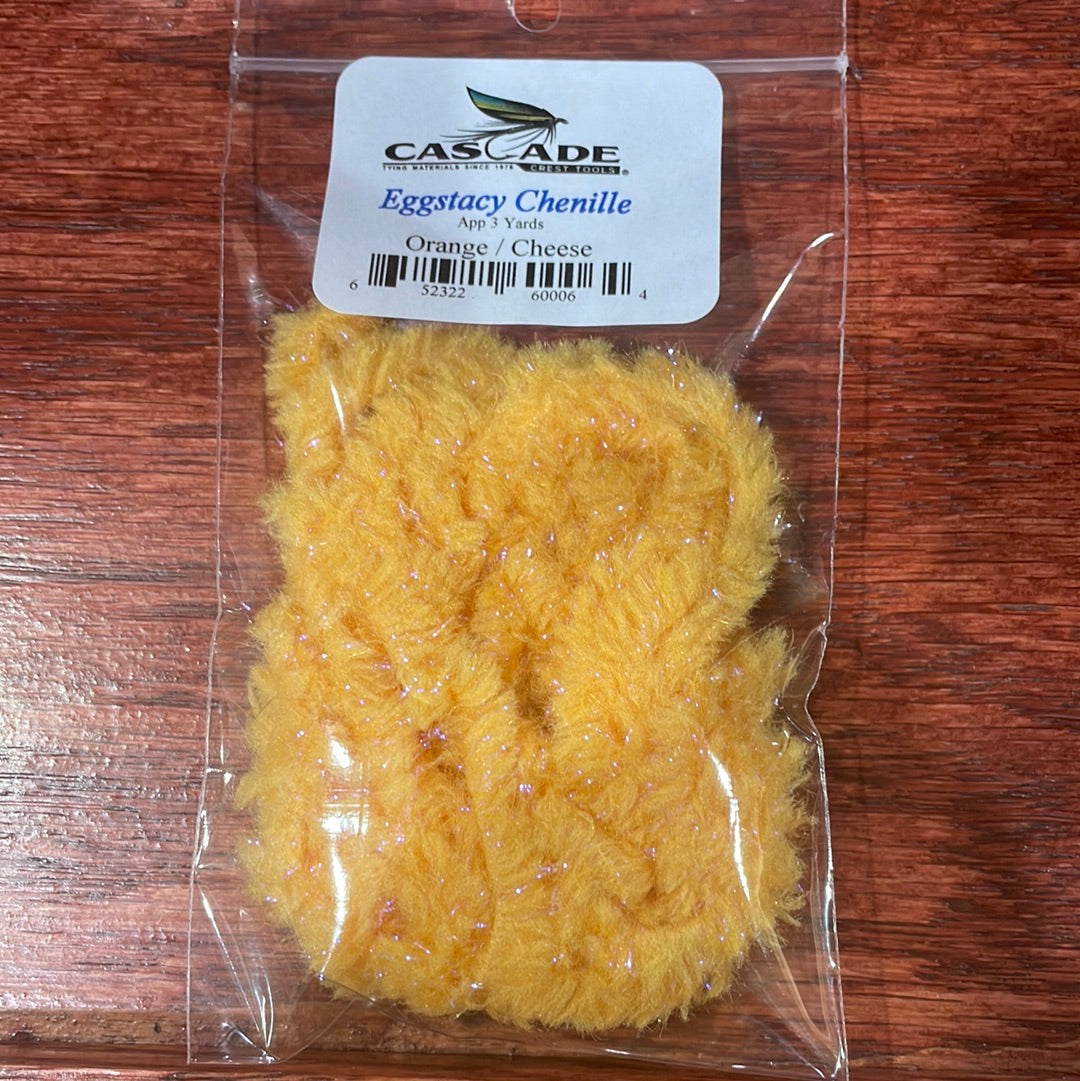 CASCADE
TYING MATERIALS SINCE 1978 CREST TOOLS ®
Eggstacy Chenille
App 3 Yards
Orange / Cheese
6 52322 60006 4